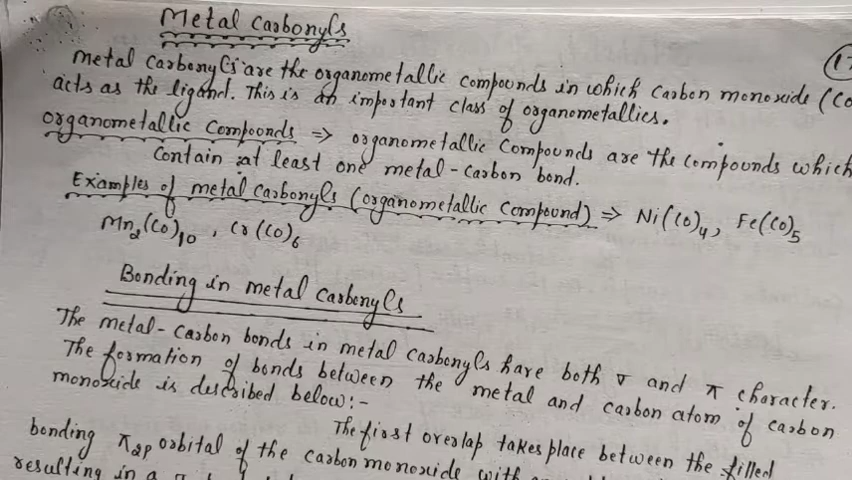 Metal Carbonyls
Metal Carbonyls are the organometallic compounds in which Carbon monoxide (CO
acts as the ligand. This is an important class of organometallics.
organometallic Compounds ⇒ organometallic Compounds are the compounds which
Contain at least one metal-carbon bond.
Examples of metal carbonyls (organometallic Compound) ⇒ Ni(CO)4, Fe(CO)5
Mn2(CO)10, Cr(CO)6
Bonding in metal carbonyls
The metal-carbon bonds in metal carbonyls have both σ and π character.
The formation of bonds between the metal and carbon atom of carbon
monoxide is described below:-
The first overlap takes place between the filled
bonding π2p orbital of the carbon monoxide with
resulting in a